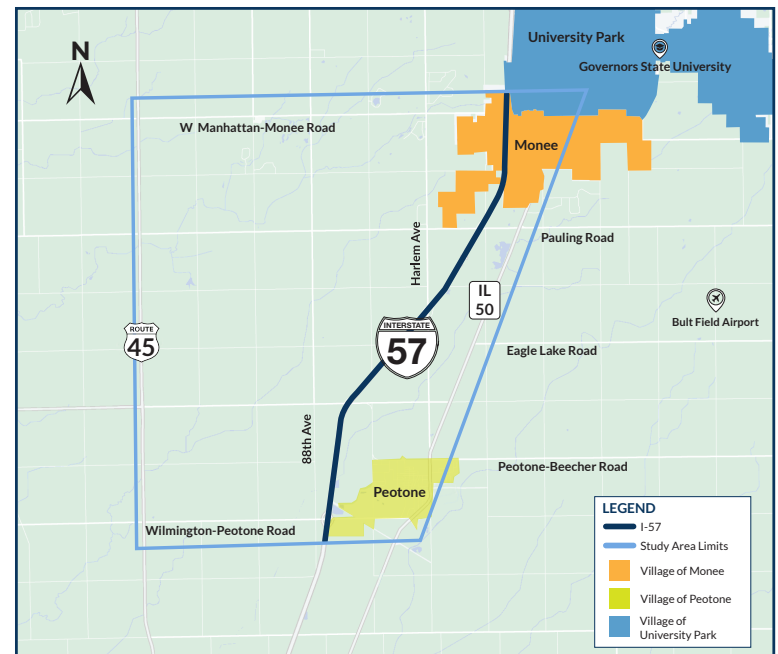 University Park
Governors State University
N
W Manhattan-Monee Road
Monee
Harlem Ave
Pauling Road
IL
50
Bult Field Airport
ROUTE
45
INTERSTATE
57
Eagle Lake Road
88th Ave
Peotone-Beecher Road
Peotone
Wilmington-Peotone Road
LEGEND
I-57
Study Area Limits
Village of Monee
Village of Peotone
Village of
University Park